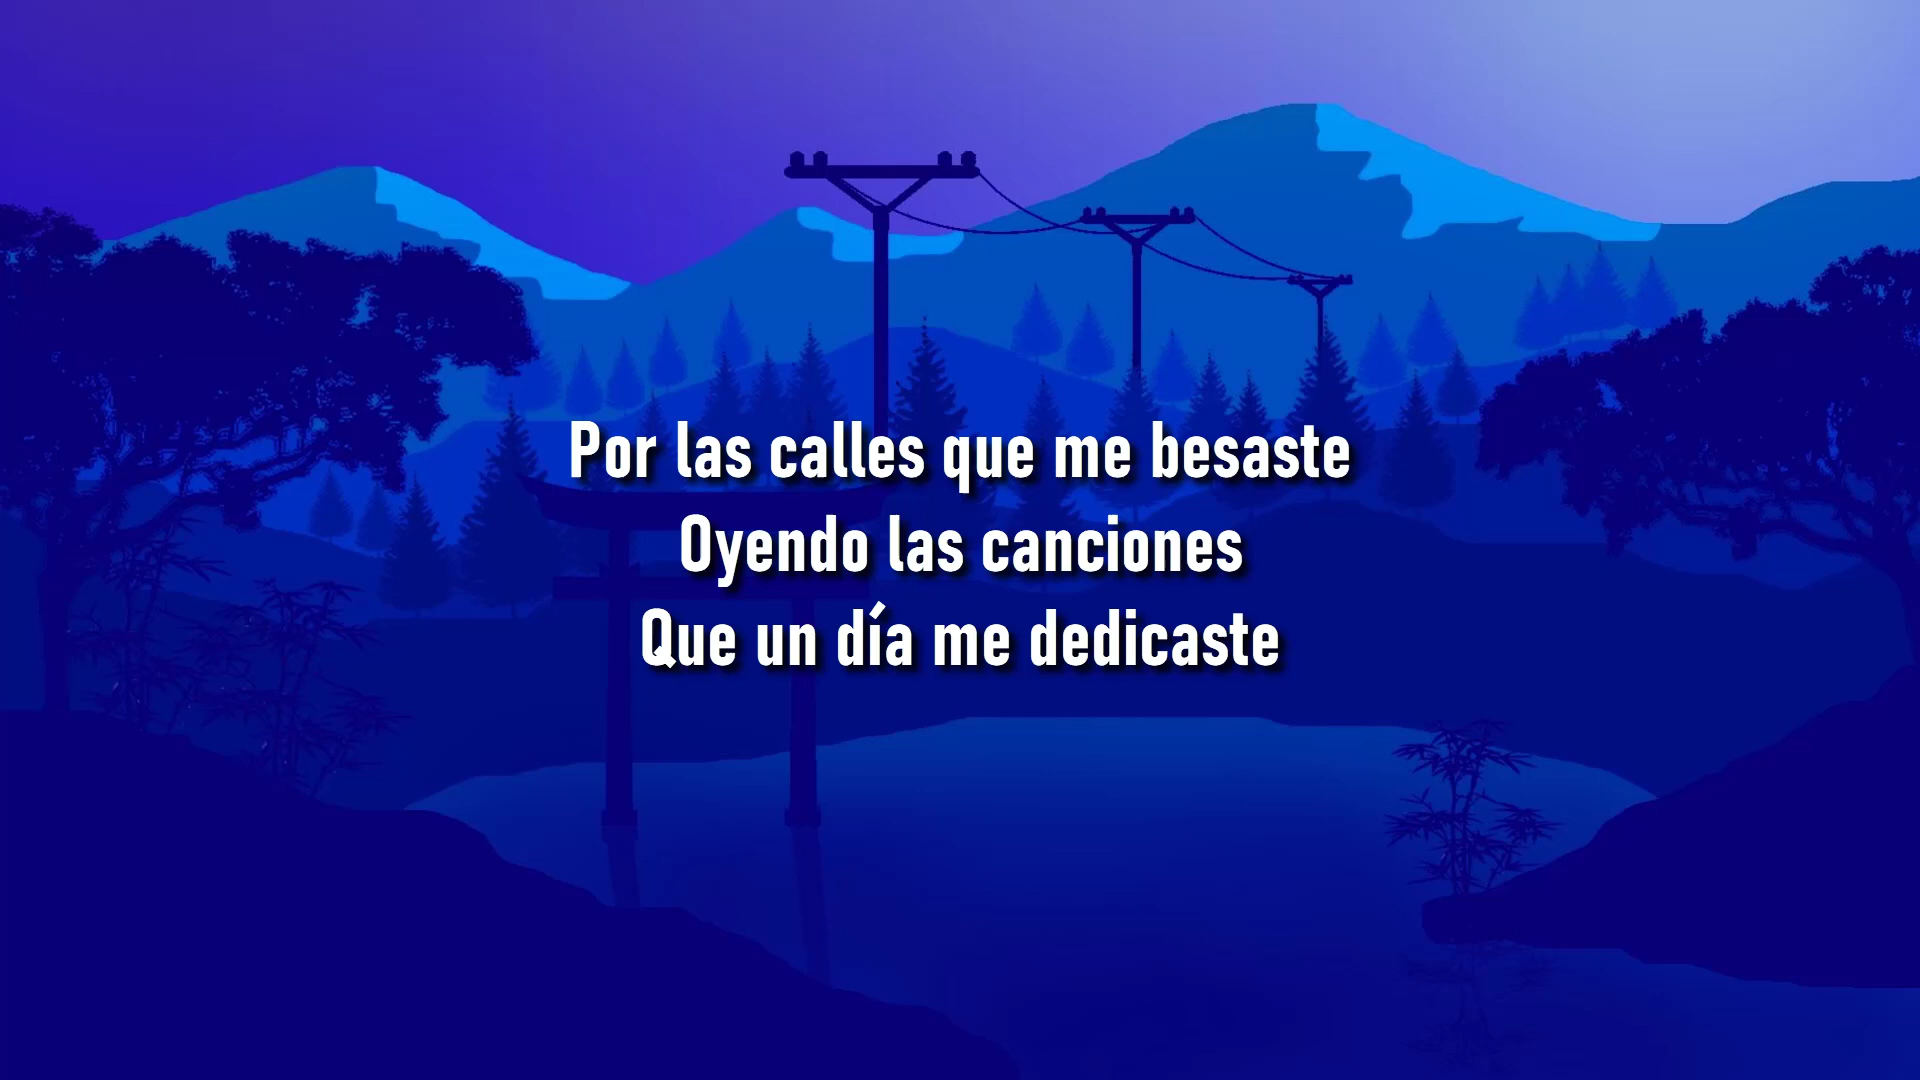 Por las calles que me besaste
Oyendo las canciones
Que un día me dedicaste